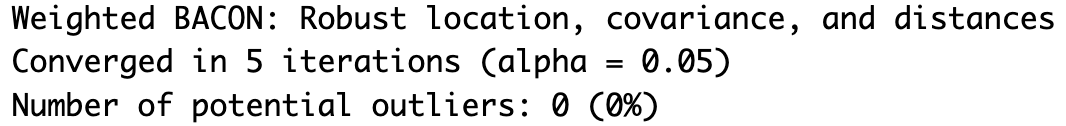 Weighted BACON: Robust location, covariance, and distances
Converged in 5 iterations (alpha = 0.05)
Number of potential outliers: 0 (0%)